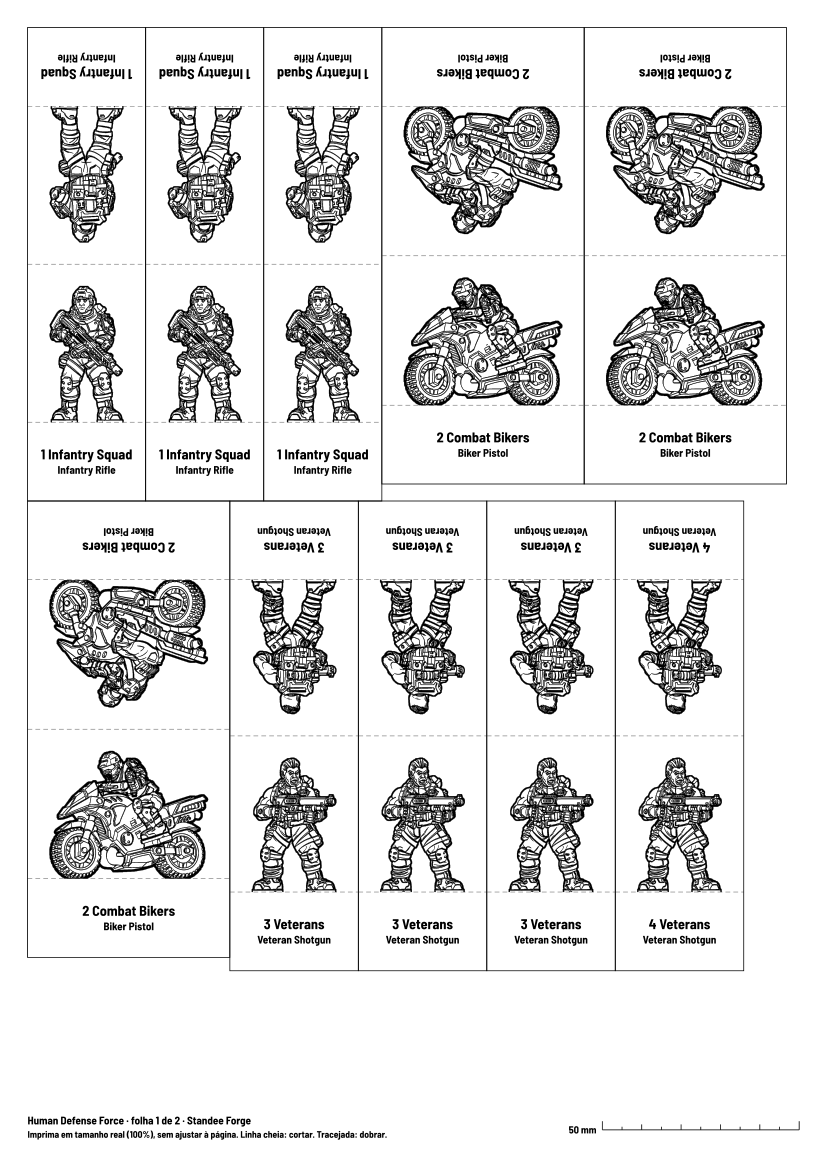 1 Infantry Squad
Infantry Rifle
1 Infantry Squad
Infantry Rifle
1 Infantry Squad
Infantry Rifle
2 Combat Bikers
Biker Pistol
2 Combat Bikers
Biker Pistol
1 Infantry Squad
Infantry Rifle
1 Infantry Squad
Infantry Rifle
1 Infantry Squad
Infantry Rifle
2 Combat Bikers
Biker Pistol
2 Combat Bikers
Biker Pistol
2 Combat Bikers
Biker Pistol
3 Veterans
Veteran Shotgun
3 Veterans
Veteran Shotgun
3 Veterans
Veteran Shotgun
4 Veterans
Veteran Shotgun
2 Combat Bikers
Biker Pistol
3 Veterans
Veteran Shotgun
3 Veterans
Veteran Shotgun
3 Veterans
Veteran Shotgun
4 Veterans
Veteran Shotgun
Human Defense Force · folha 1 de 2 · Standee Forge
Imprima em tamanho real (100%), sem ajustar à página. Linha cheia: cortar. Tracejada: dobrar.
50 mm